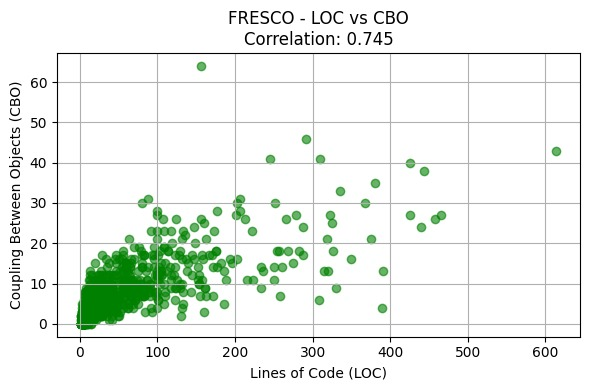 FRESCO - LOC vs CBO
Correlation: 0.745
Coupling Between Objects (CBO)
60
50
40
30
20
10
0
0 100 200 300 400 500 600
Lines of Code (LOC)